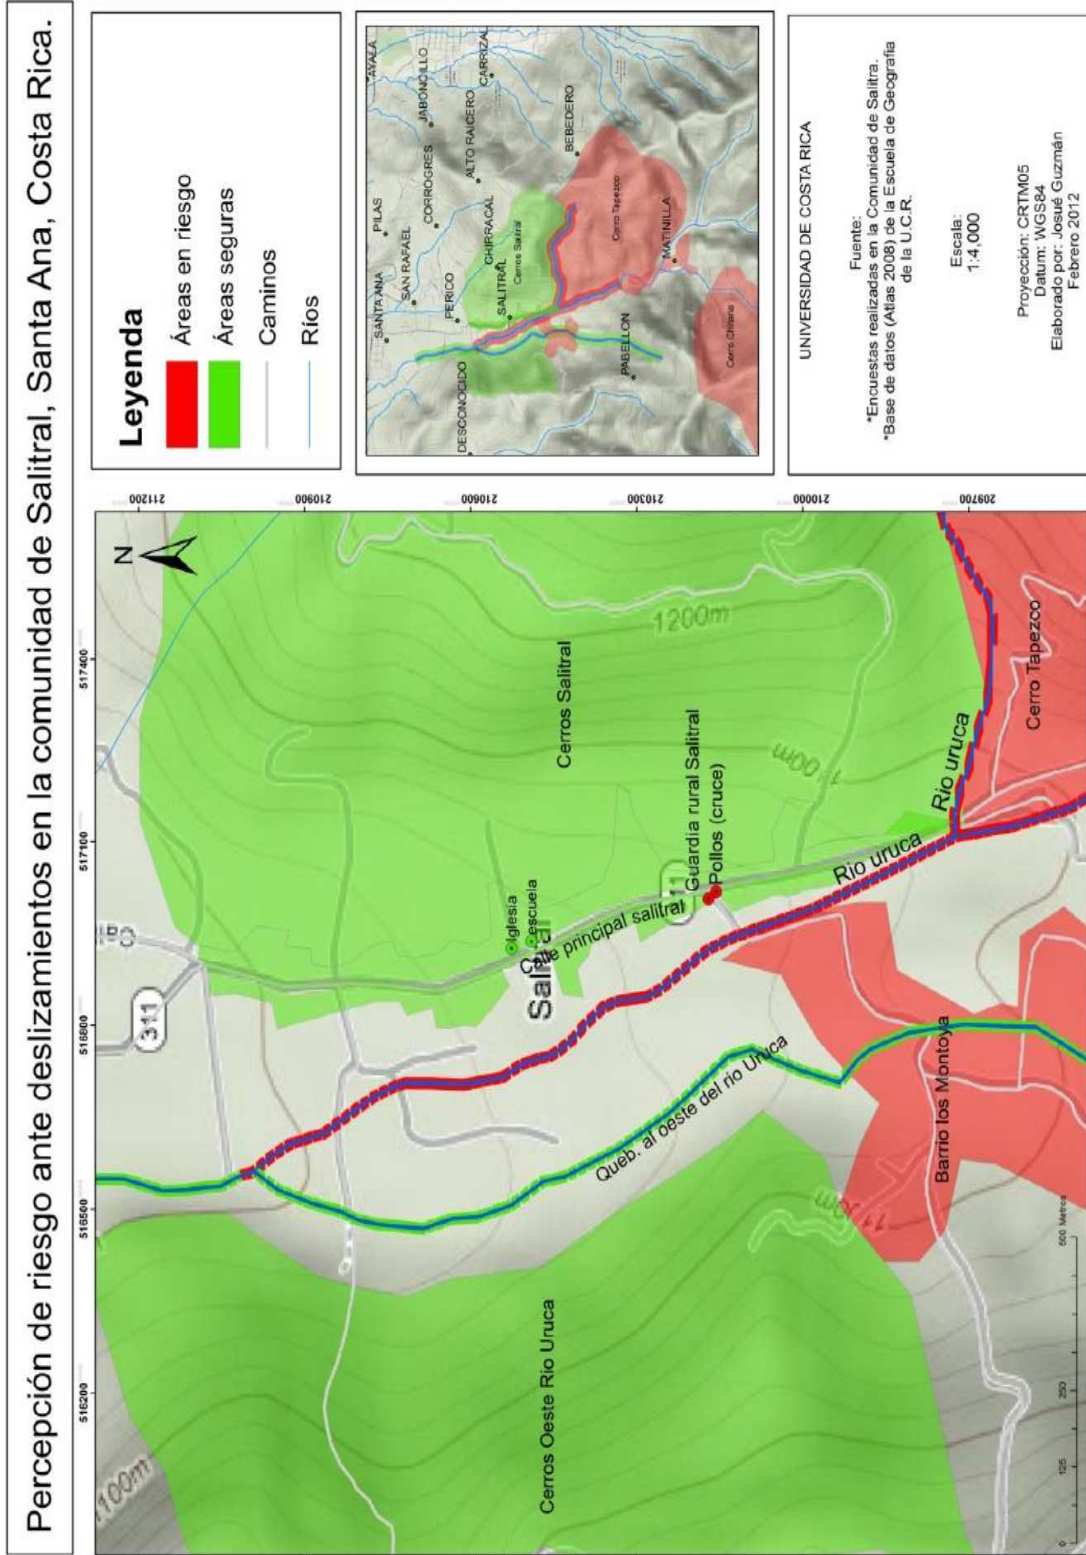 Percepción de riesgo ante deslizamientos en la comunidad de Salitral, Santa Ana, Costa Rica.
Leyenda
Áreas en riesgo
Áreas seguras
Caminos
Ríos
AYALA
PILAS
SANTA ANA
JABONCILLO
SAN RAFAEL
CORROGRES
CARRIZAL
PERICO
CHIRRACAL
ALTO RAICERO
DESCONOCIDO
SALITRAL
Cerros Salitral
BEBEDERO
Cerro Tapezco
PABELLON
MATINILLA
UNIVERSIDAD DE COSTA RICA
Fuente:
*Encuestas realizadas en la Comunidad de Salitra.
*Base de datos (Atlas 2008) de la Escuela de Geografia
de la U.C.R.
Escala:
1:4,000
Proyección: CRTM05
Datum: WGS84
Elaborado por: Josué Guzmán
Febrero 2012
516200
516500
516800
517100
517400
211200
210900
210600
210300
210000
209700
N
1100m
311
Iglesia
escuela
Calle principal salitral
Cerros Salitral
1200m
Guardia rural Salitral
Pollos (cruce)
Rio uruca
Rio uruca
Cerro Tapezco
Queb. al oeste del rio Uruca
Cerros Oeste Rio Uruca
Barrio los Montoya
0
125
250
500 Metros